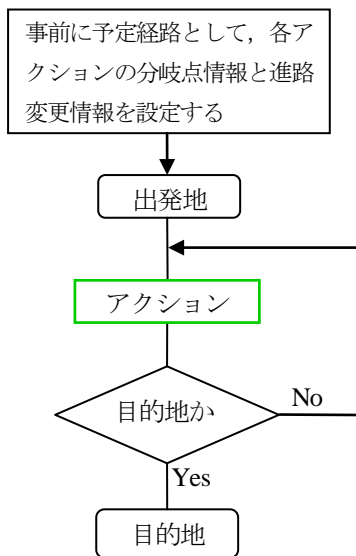 事前に予定経路として，各ア
クションの分岐点情報と進路
変更情報を設定する
出発地
アクション
目的地か
No
Yes
目的地